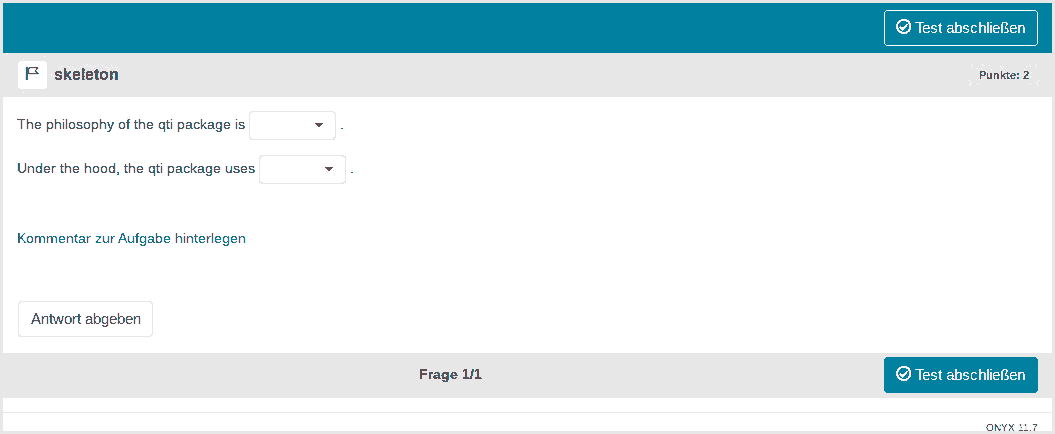 Test abschließen
skeleton
Punkte: 2
The philosophy of the qti package is .
Under the hood, the qti package uses .
Kommentar zur Aufgabe hinterlegen
Antwort abgeben
Frage 1/1
Test abschließen
ONYX 11.7